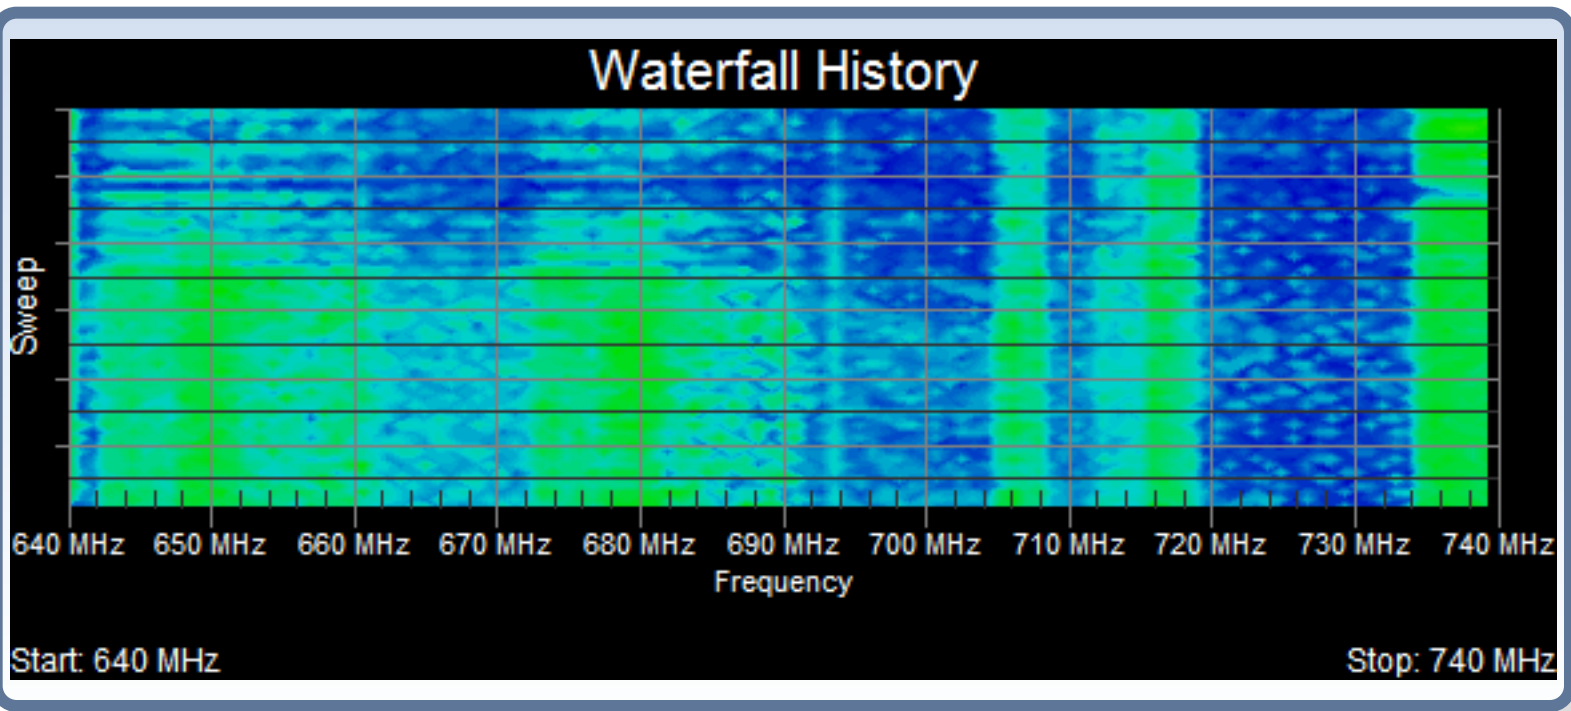 Waterfall History
Sweep
640 MHz 650 MHz 660 MHz 670 MHz 680 MHz 690 MHz 700 MHz 710 MHz 720 MHz 730 MHz 740 MHz
Frequency
Start: 640 MHz Stop: 740 MHz